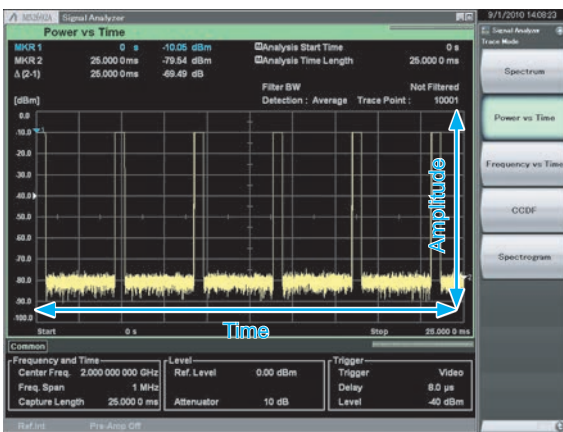 MS2692A Signal Analyzer 9/1/2010 14:08:23
Power vs Time
MKR 1 0 s -10.05 dBm Analysis Start Time 0 s
MKR 2 25.000 0 ms -79.54 dBm Analysis Time Length 25.000 0 ms
Δ (2-1) 25.000 0 ms -69.49 dB
Filter BW Not Filtered
[dBm] Detection : Average Trace Point : 10001
0.0
-10.0 1
-20.0
-30.0
-40.0
-50.0
-60.0
-70.0
-80.0 2
-90.0
-100.0
Amplitude
Time
Start 0 s Stop 25.000 0 ms
Common
Frequency and Time
Center Freq. 2.000 000 000 GHz
Freq. Span 1 MHz
Capture Length 25.000 0 ms
Level
Ref. Level 0.00 dBm
Attenuator 10 dB
Trigger
Trigger Video
Delay 8.0 µs
Level -40 dBm
Ref.Int Pre-Amp Off
Signal Analyzer
Trace Mode
Spectrum
Power vs Time
Frequency vs Time
CCDF
Spectrogram